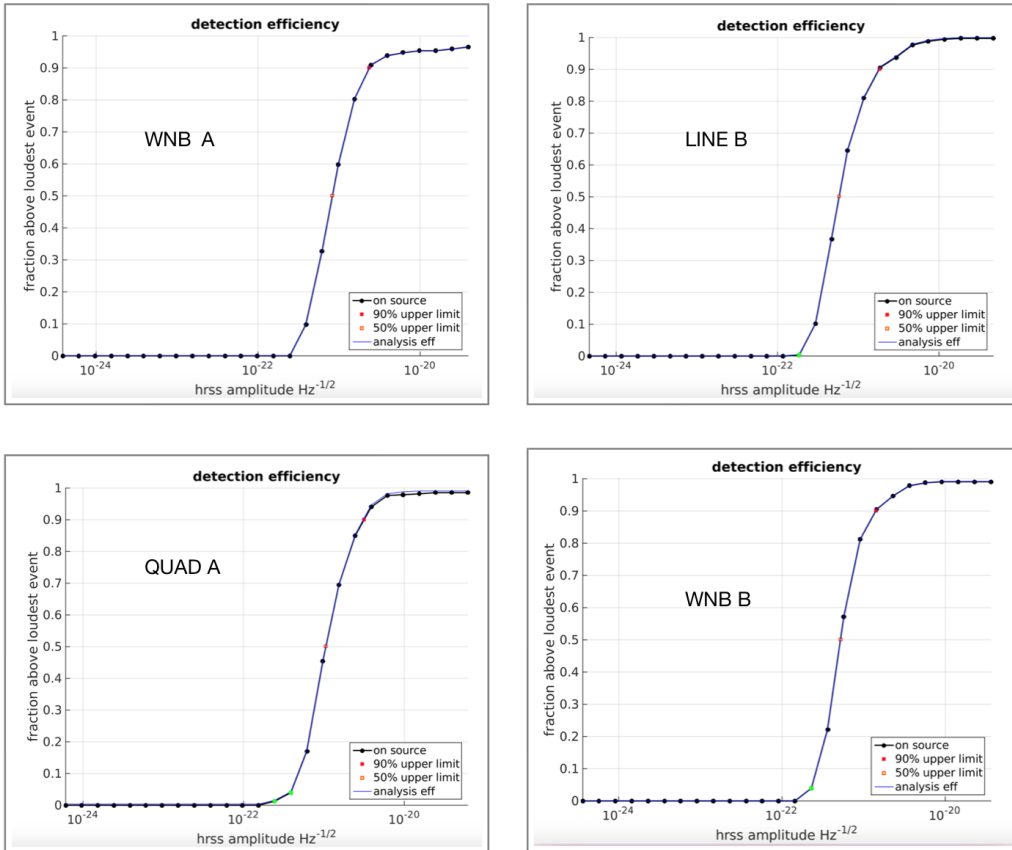 detection efficiency
fraction above loudest event
1
0.9
0.8
0.7
0.6
0.5
0.4
0.3
0.2
0.1
0
WNB A
on source
90% upper limit
50% upper limit
analysis eff
10-24
10-22
10-20
hrss amplitude Hz-1/2
detection efficiency
fraction above loudest event
1
0.9
0.8
0.7
0.6
0.5
0.4
0.3
0.2
0.1
0
LINE B
on source
90% upper limit
50% upper limit
analysis eff
10-24
10-22
10-20
hrss amplitude Hz-1/2
detection efficiency
fraction above loudest event
1
0.9
0.8
0.7
0.6
0.5
0.4
0.3
0.2
0.1
0
QUAD A
on source
90% upper limit
50% upper limit
analysis eff
10-24
10-22
10-20
hrss amplitude Hz-1/2
detection efficiency
fraction above loudest event
1
0.9
0.8
0.7
0.6
0.5
0.4
0.3
0.2
0.1
0
WNB B
on source
90% upper limit
50% upper limit
analysis eff
10-24
10-22
10-20
hrss amplitude Hz-1/2